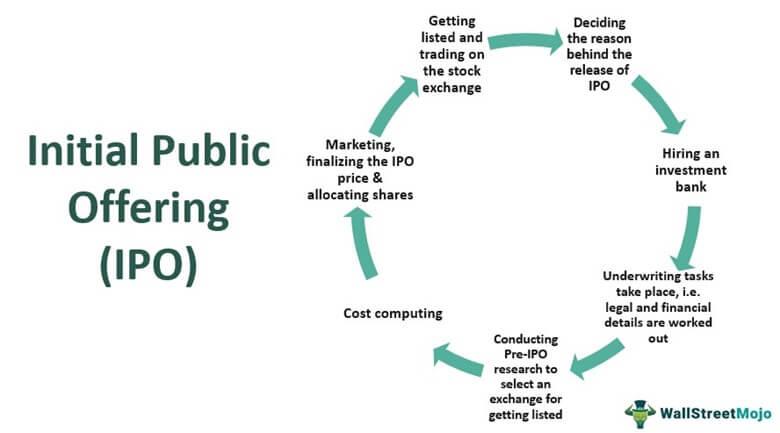 Initial Public
Offering
(IPO)
Getting
listed and
trading on
the stock
exchange
Deciding
the reason
behind the
release of
IPO
Hiring an
investment
bank
Underwriting tasks
take place, i.e.
legal and financial
details are worked
out
Conducting
Pre-IPO
research to
select an
exchange for
getting listed
Cost computing
Marketing,
finalizing the IPO
price &
allocating shares
WallStreetMojo